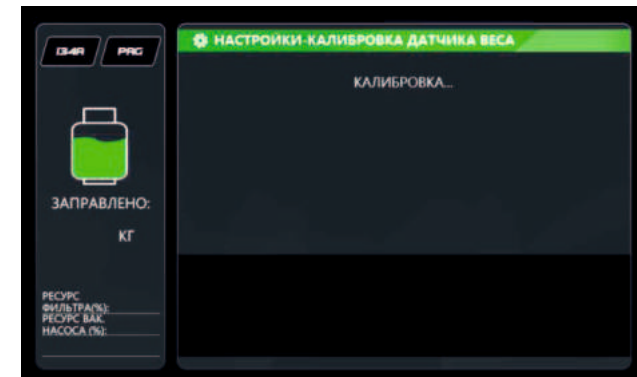 134A PAG
ЗАПРАВЛЕНО:
КГ
РЕСУРС
ФИЛЬТРА(%):
РЕСУРС ВАК.
НАСОСА (%):
НАСТРОЙКИ-КАЛИБРОВКА ДАТЧИКА ВЕСА
КАЛИБРОВКА...